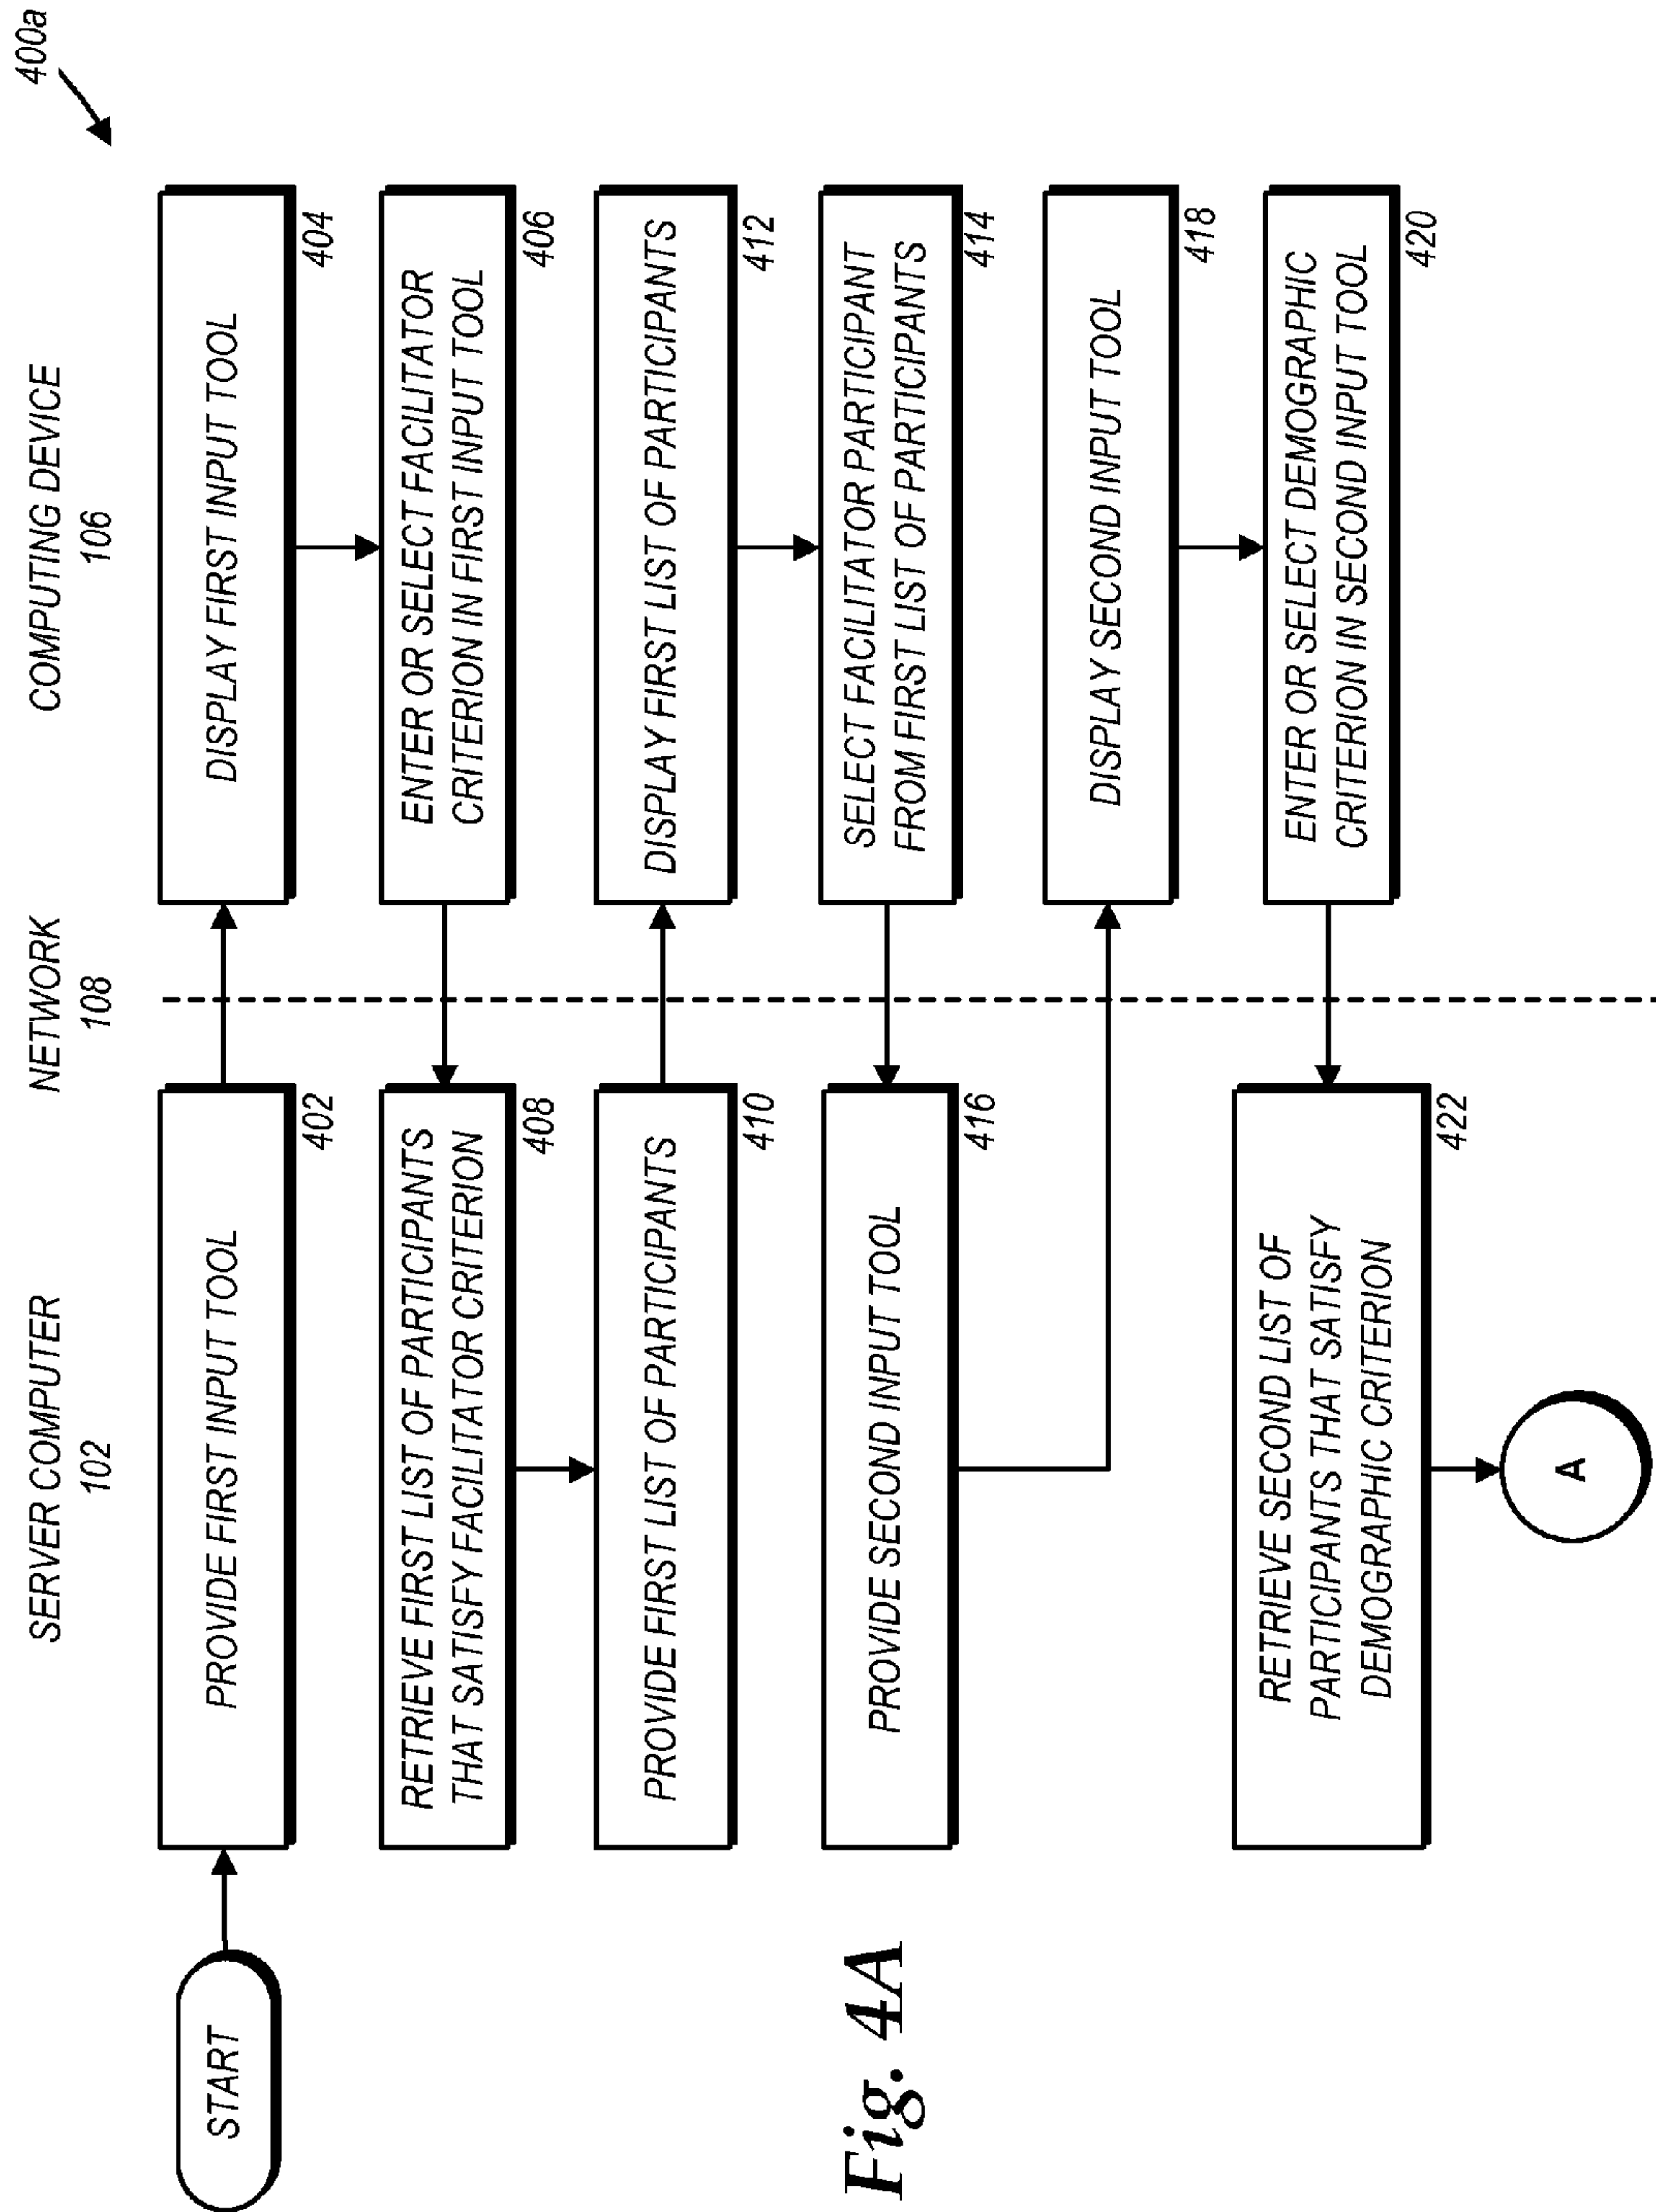 400a
SERVER COMPUTER
102
NETWORK
108
COMPUTING DEVICE
106
START
PROVIDE FIRST INPUT TOOL
402
DISPLAY FIRST INPUT TOOL
404
ENTER OR SELECT FACILITATOR
CRITERION IN FIRST INPUT TOOL
406
RETRIEVE FIRST LIST OF PARTICIPANTS
THAT SATISFY FACILITATOR CRITERION
408
PROVIDE FIRST LIST OF PARTICIPANTS
410
DISPLAY FIRST LIST OF PARTICIPANTS
412
SELECT FACILITATOR PARTICIPANT
FROM FIRST LIST OF PARTICIPANTS
414
PROVIDE SECOND INPUT TOOL
416
DISPLAY SECOND INPUT TOOL
418
ENTER OR SELECT DEMOGRAPHIC
CRITERION IN SECOND INPUT TOOL
420
RETRIEVE SECOND LIST OF
PARTICIPANTS THAT SATISFY
DEMOGRAPHIC CRITERION
422
A
Fig. 4A